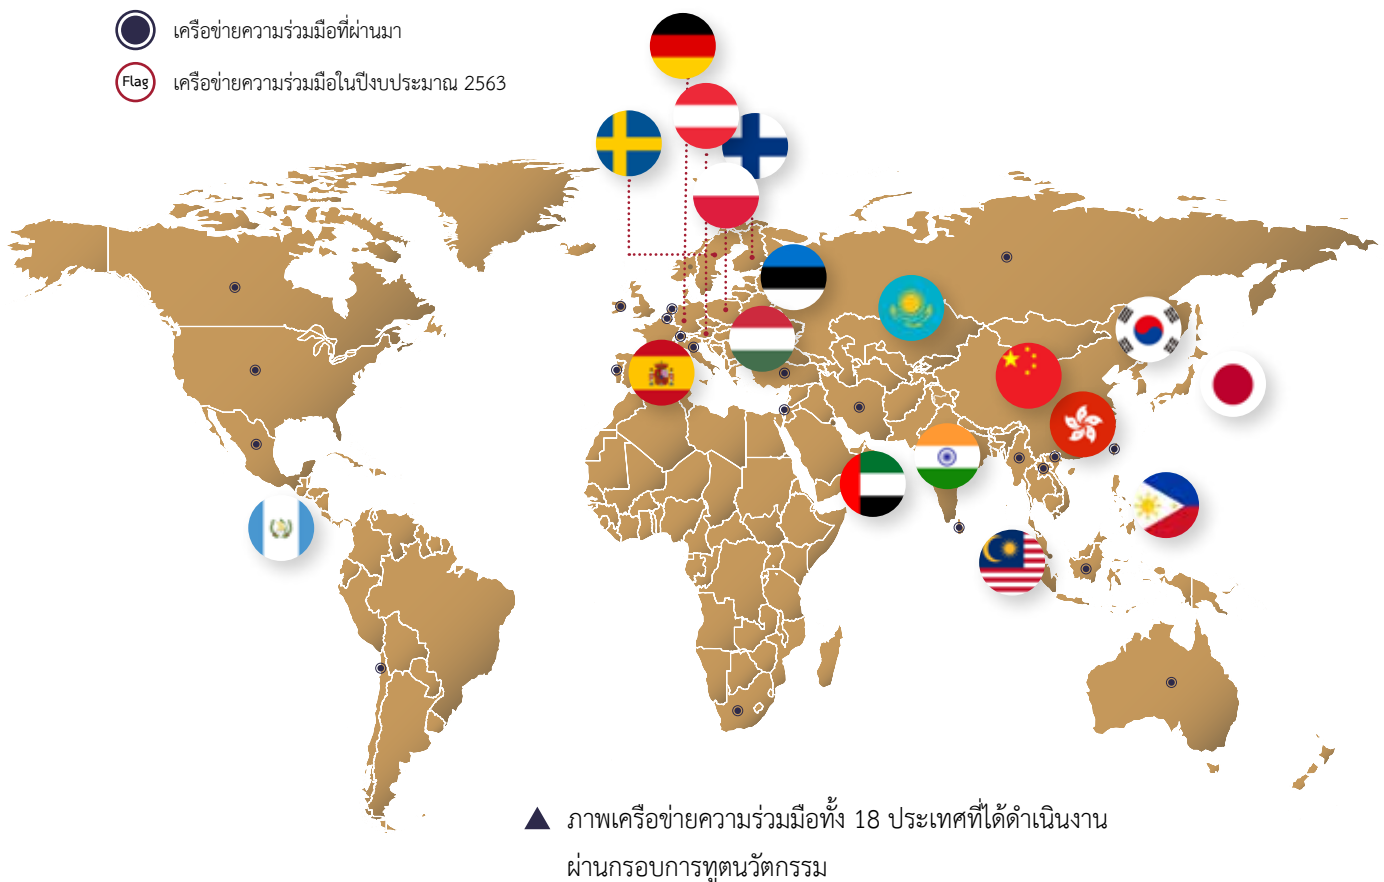 เครือข่ายความร่วมมือที่ผ่านมา
Flag เครือข่ายความร่วมมือในปีงบประมาณ 2563
ภาพเครือข่ายความร่วมมือทั้ง 18 ประเทศที่ได้ดำเนินงาน
ผ่านกรอบการทูตนวัตกรรม